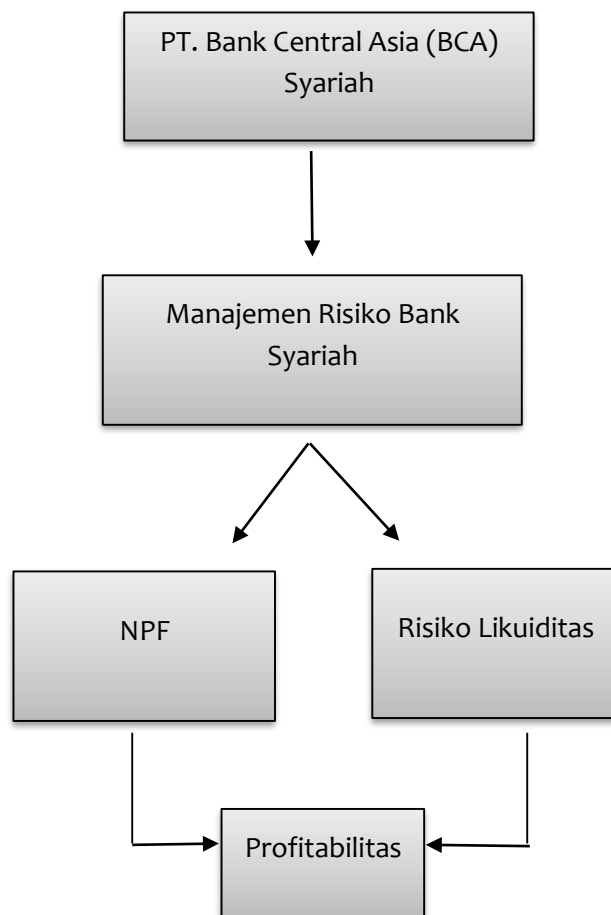 PT. Bank Central Asia (BCA)
Syariah
Manajemen Risiko Bank
Syariah
NPF
Risiko Likuiditas
Profitabilitas